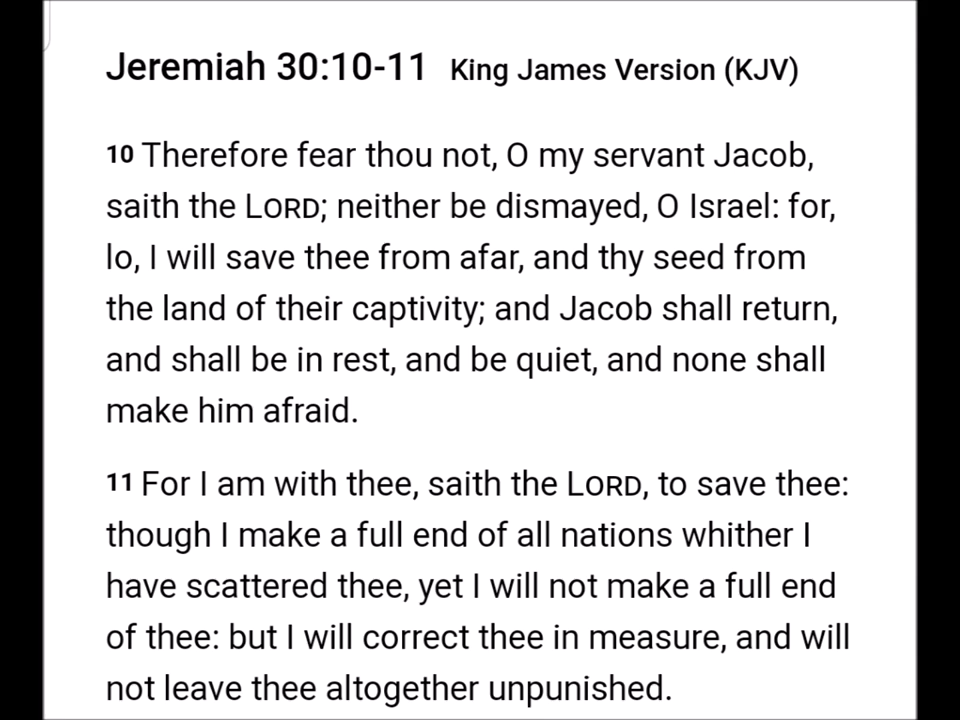 Jeremiah 30:10-11 King James Version (KJV)
10 Therefore fear thou not, O my servant Jacob,
saith the LORD; neither be dismayed, O Israel: for,
lo, I will save thee from afar, and thy seed from
the land of their captivity; and Jacob shall return,
and shall be in rest, and be quiet, and none shall
make him afraid.
11 For I am with thee, saith the LORD, to save thee:
though I make a full end of all nations whither I
have scattered thee, yet I will not make a full end
of thee: but I will correct thee in measure, and will
not leave thee altogether unpunished.